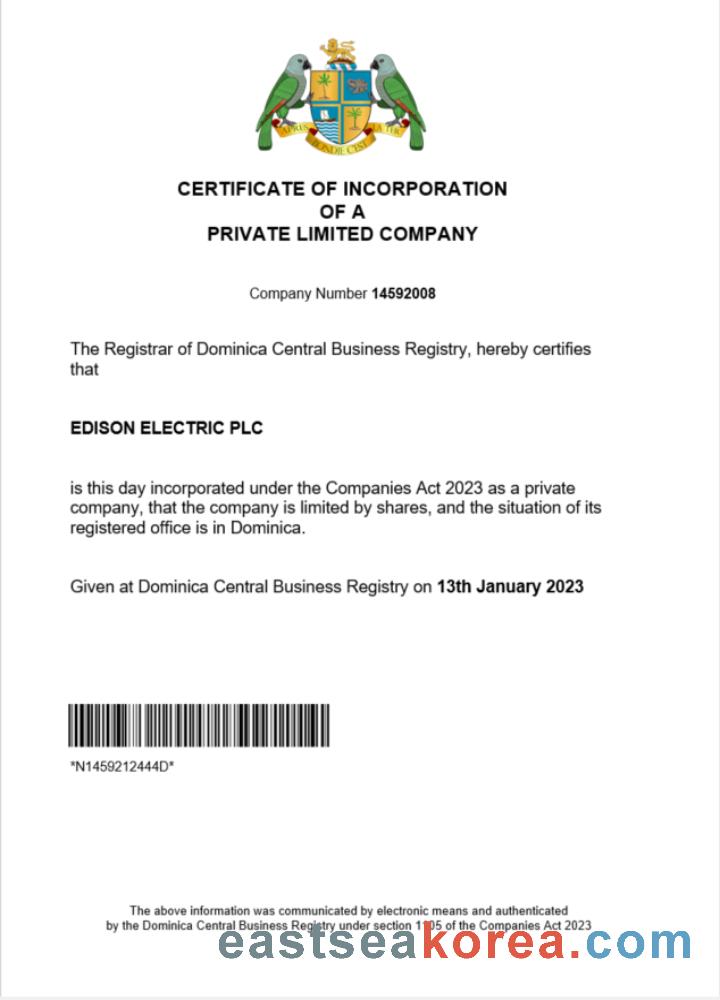 APRES
BONDIE CEST
LA TER
CERTIFICATE OF INCORPORATION
OF A
PRIVATE LIMITED COMPANY
Company Number 14592008
The Registrar of Dominica Central Business Registry, hereby certifies
that
EDISON ELECTRIC PLC
is this day incorporated under the Companies Act 2023 as a private
company, that the company is limited by shares, and the situation of its
registered office is in Dominica.
Given at Dominica Central Business Registry on 13th January 2023
*N1459212444D*
The above information was communicated by electronic means and authenticated
by the Dominica Central Business Registry under section 1105 of the Companies Act 2023
eastseakorea.com